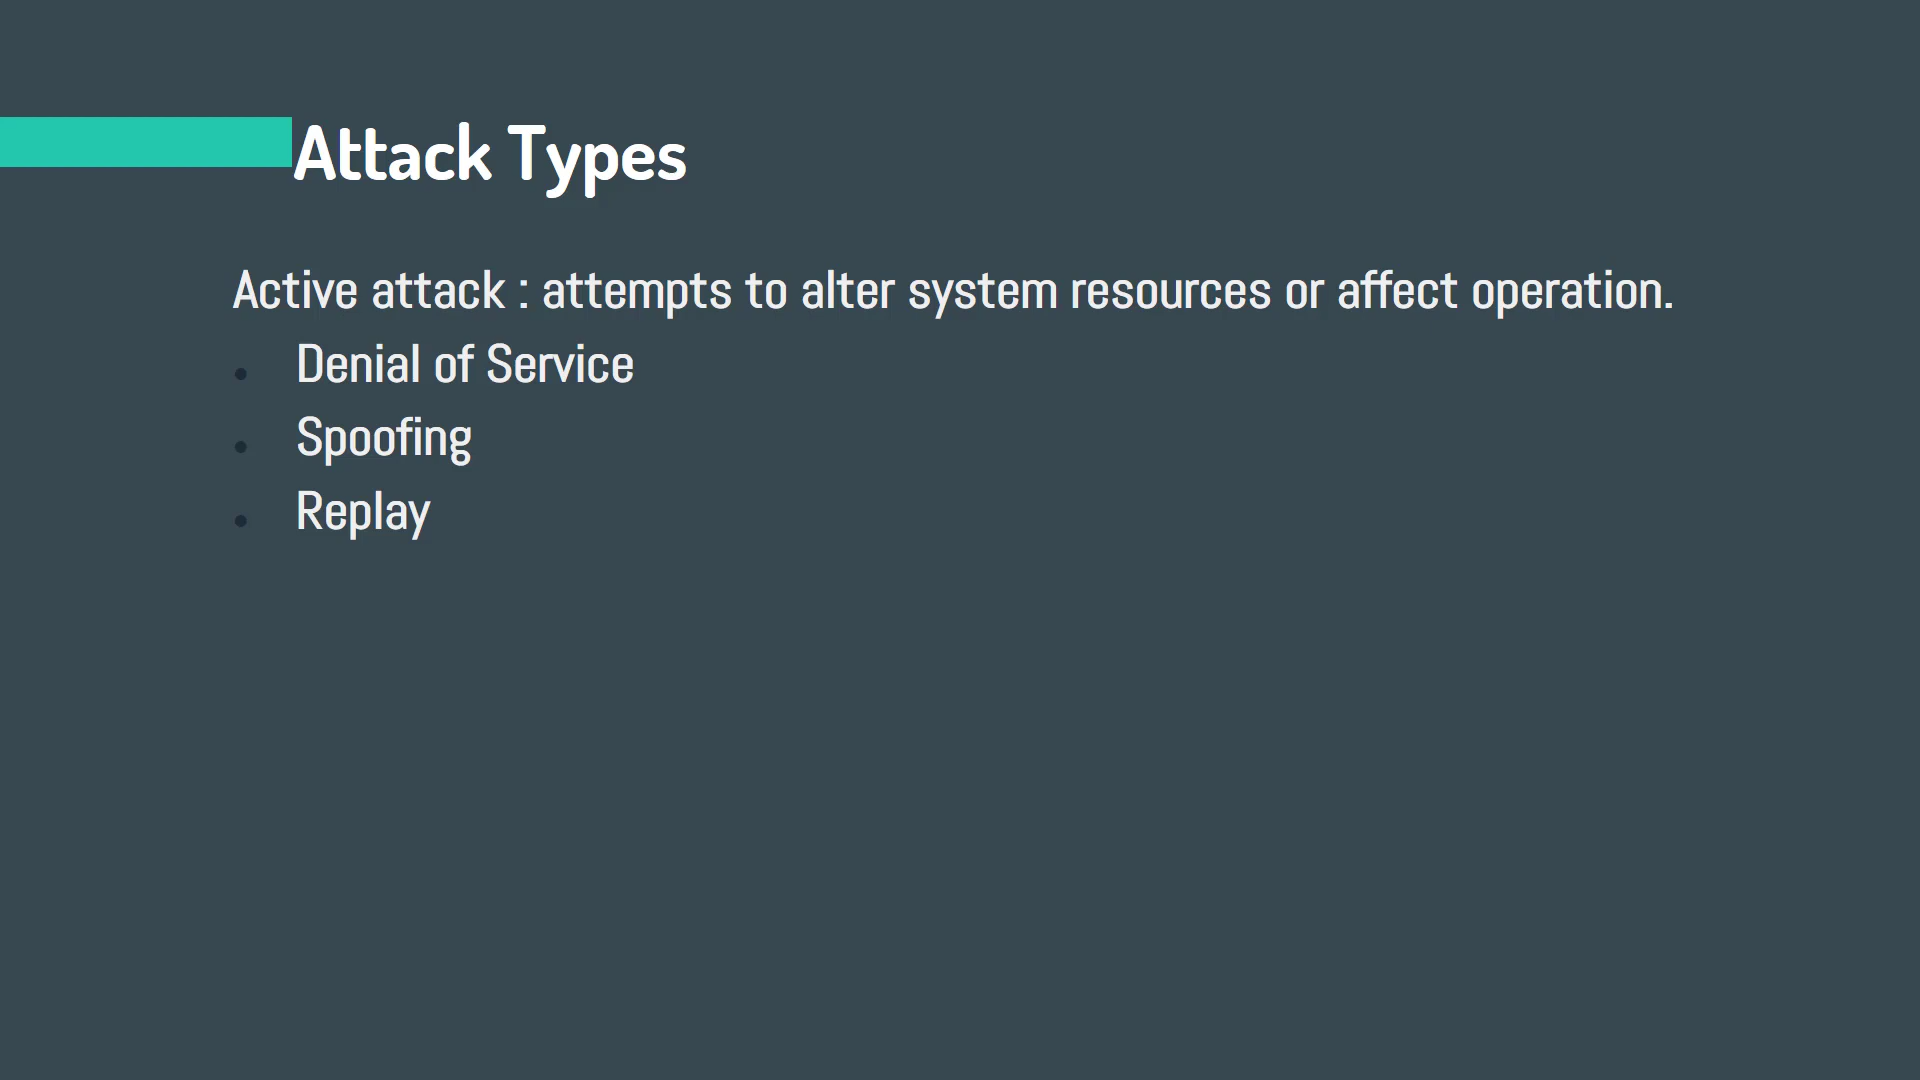 Attack Types
Active attack : attempts to alter system resources or affect operation.
• Denial of Service
• Spoofing
• Replay